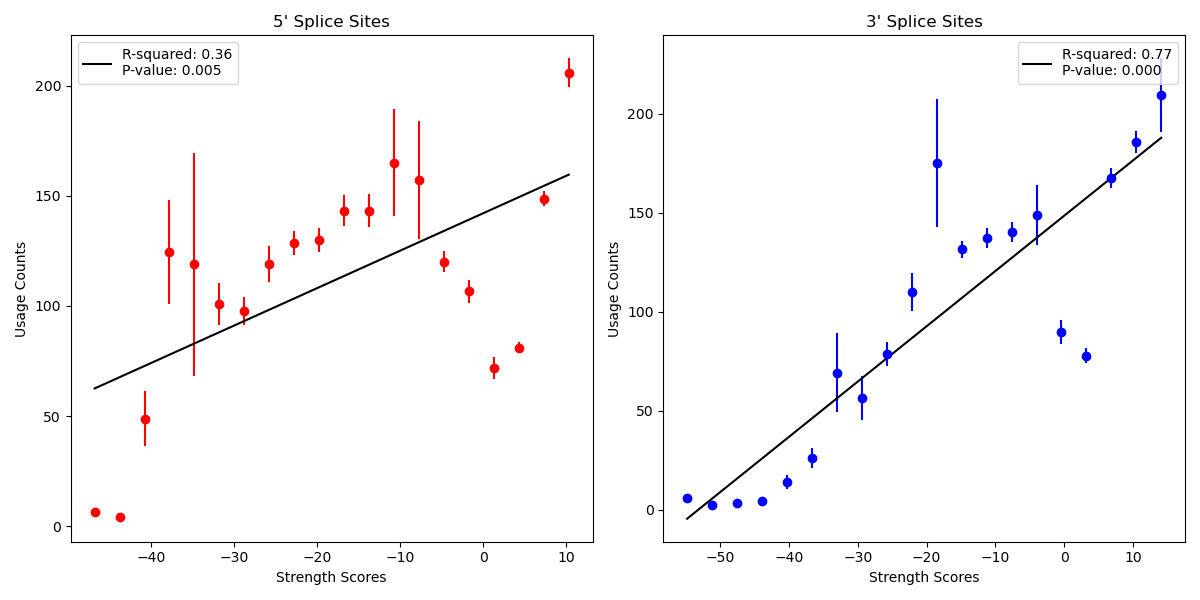 5' Splice Sites
R-squared: 0.36
P-value: 0.005
Usage Counts
200
150
100
50
0
−40 −30 −20 −10 0 10
Strength Scores
3' Splice Sites
R-squared: 0.77
P-value: 0.000
Usage Counts
200
150
100
50
0
−50 −40 −30 −20 −10 0 10
Strength Scores